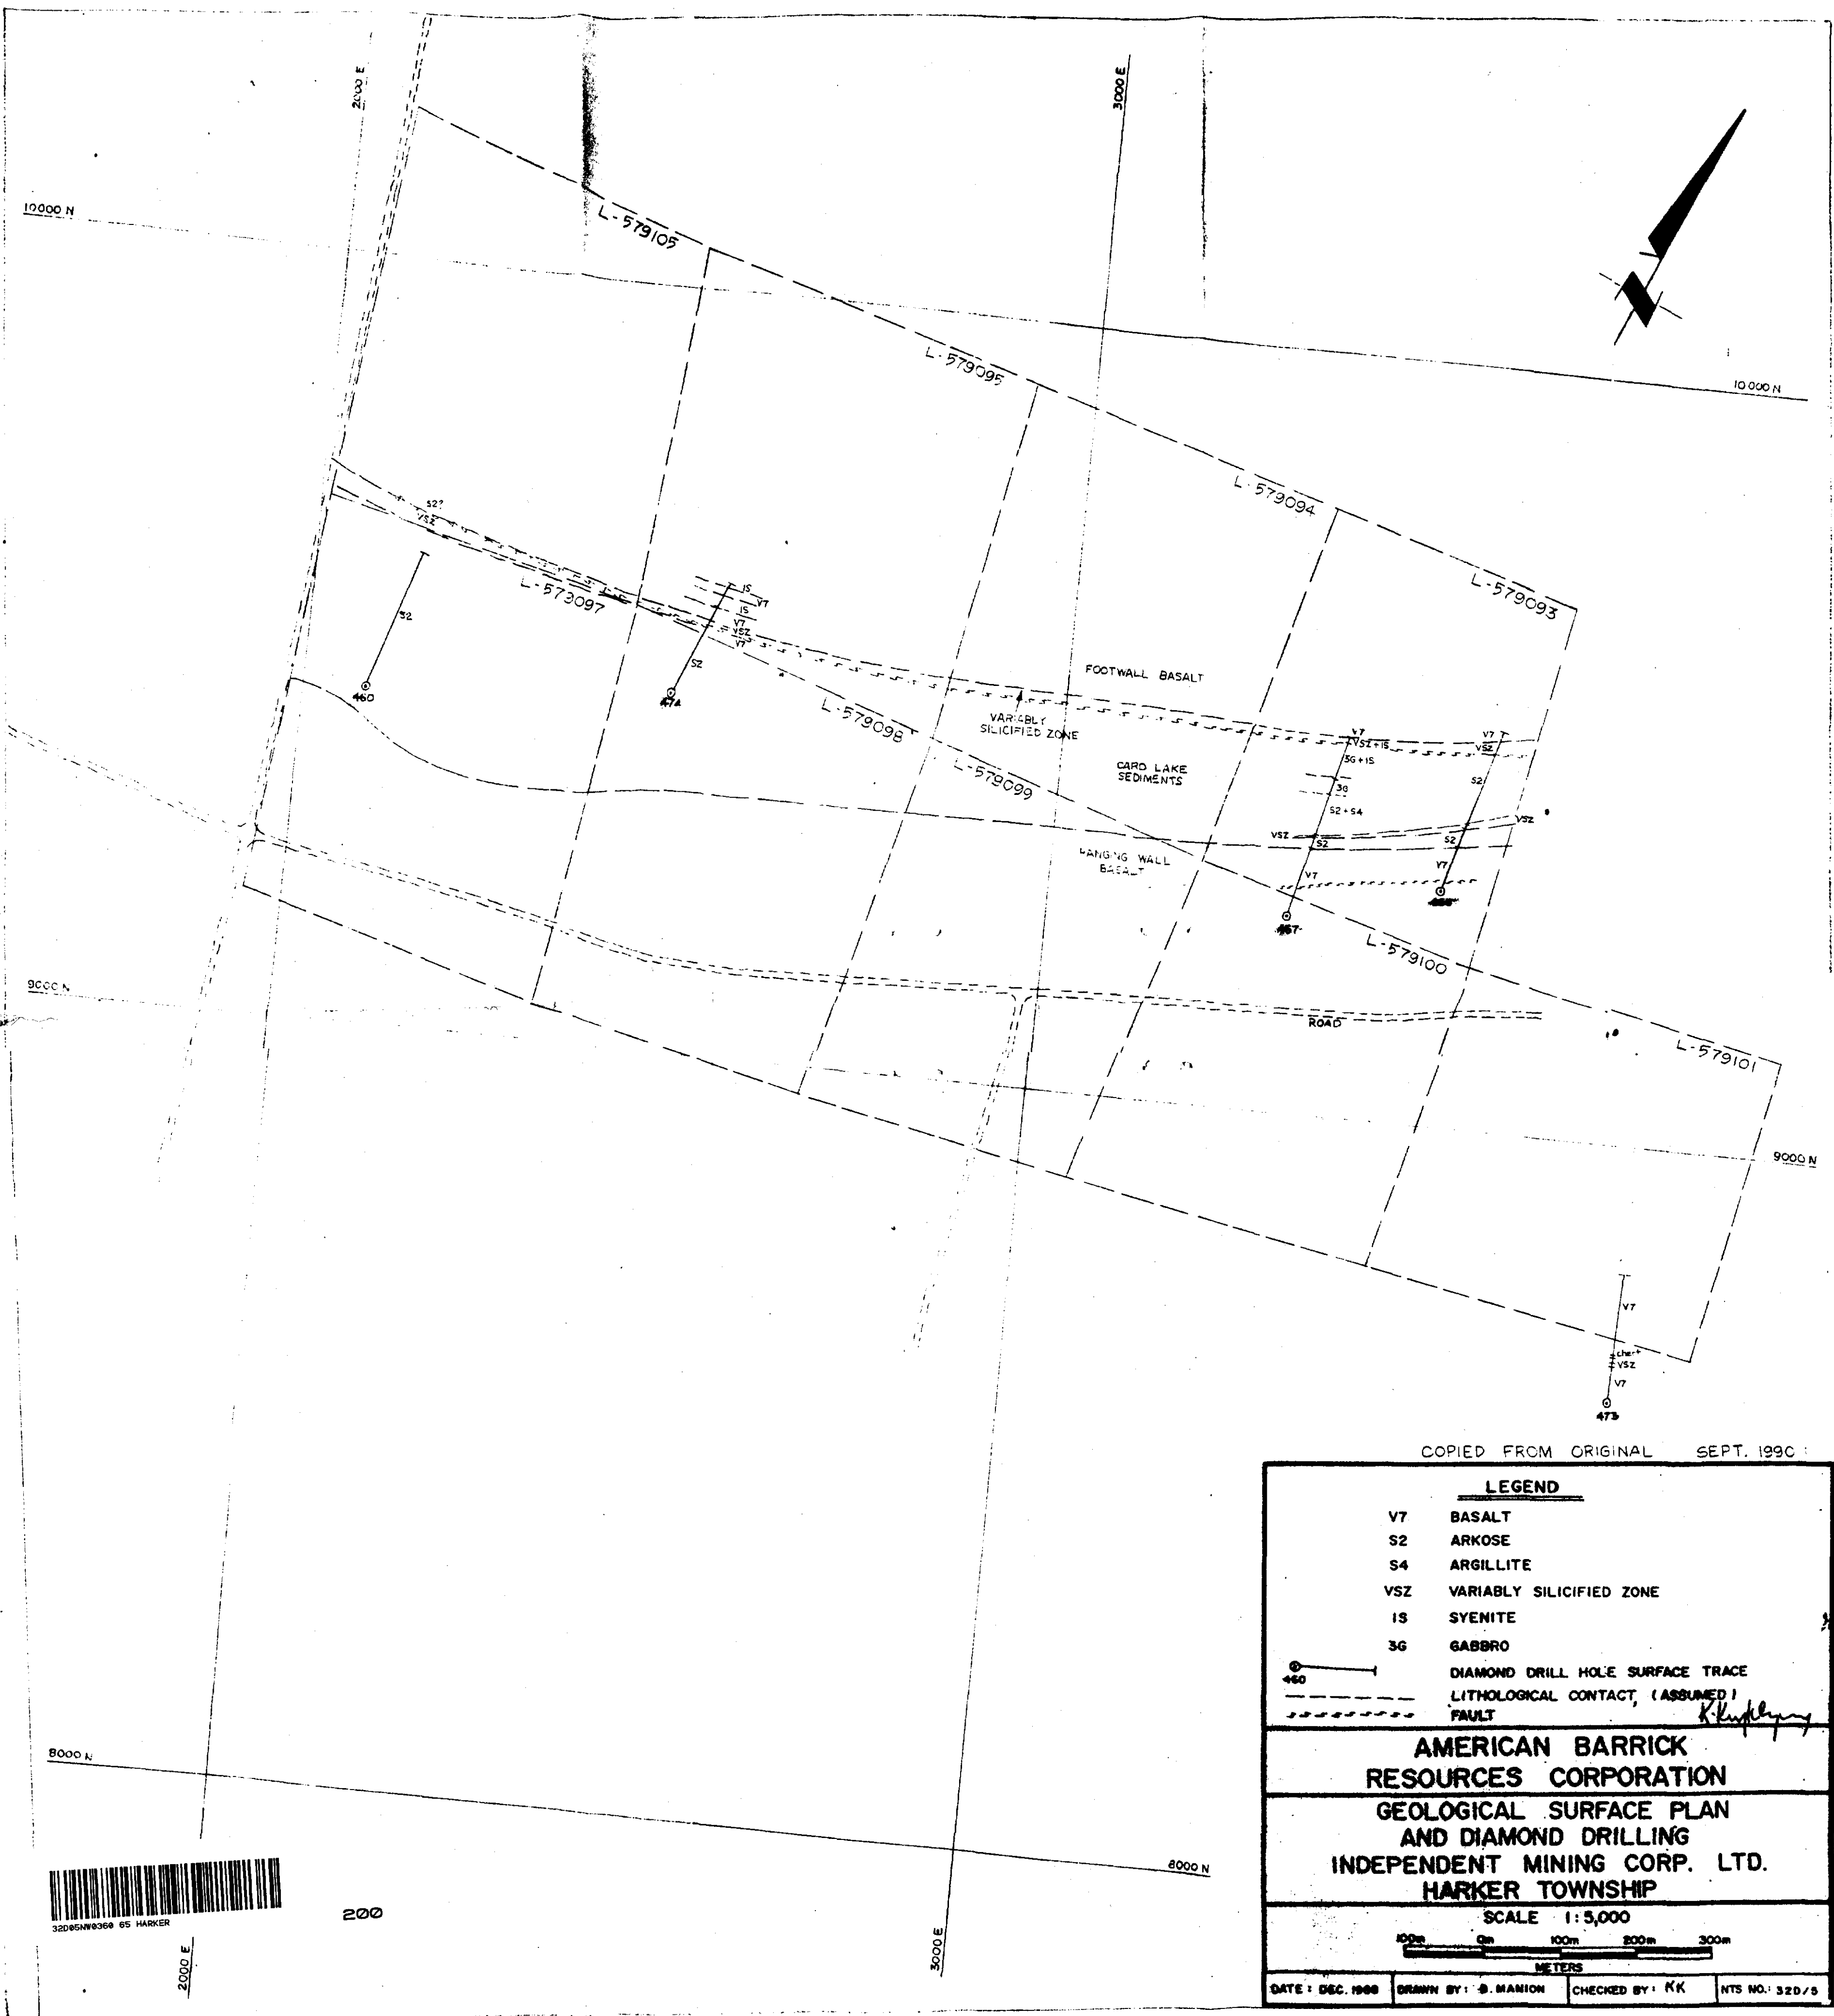 2000 E
3000 E
10000 N
L-579105
L-579095
10000 N
L-579094
L-579093
S2?
VSZ
L-579097
S2
460
IS
V7
IS
V7
VSZ
V7
S2
474
FOOTWALL BASALT
L-579098
VARIABLY
SILICIFIED ZONE
CARD LAKE
SEDIMENTS
L-579099
HANGING WALL
BASALT
V7
VSZ+IS
3G+IS
3G
S2+S4
VSZ
S2
V7
467
V7
VSZ
S2
VSZ
S2
V7
L-579100
9000 N
ROAD
L-579101
9000 N
V7
chert
VSZ
V7
473
COPIED FROM ORIGINAL SEPT. 1990
LEGEND
V7 BASALT
S2 ARKOSE
S4 ARGILLITE
VSZ VARIABLY SILICIFIED ZONE
IS SYENITE
3G GABBRO
460 DIAMOND DRILL HOLE SURFACE TRACE
LITHOLOGICAL CONTACT, (ASSUMED)
FAULT
AMERICAN BARRICK
RESOURCES CORPORATION
GEOLOGICAL SURFACE PLAN
AND DIAMOND DRILLING
INDEPENDENT MINING CORP. LTD.
HARKER TOWNSHIP
SCALE 1:5,000
100m 0m 100m 200m 300m
METERS
DATE: DEC. DRAWN BY: MANION CHECKED BY: KK NTS NO.: 32D/5
8000 N
8000 N
32D05NW0360 65 HARKER
200
2000 E
3000 E